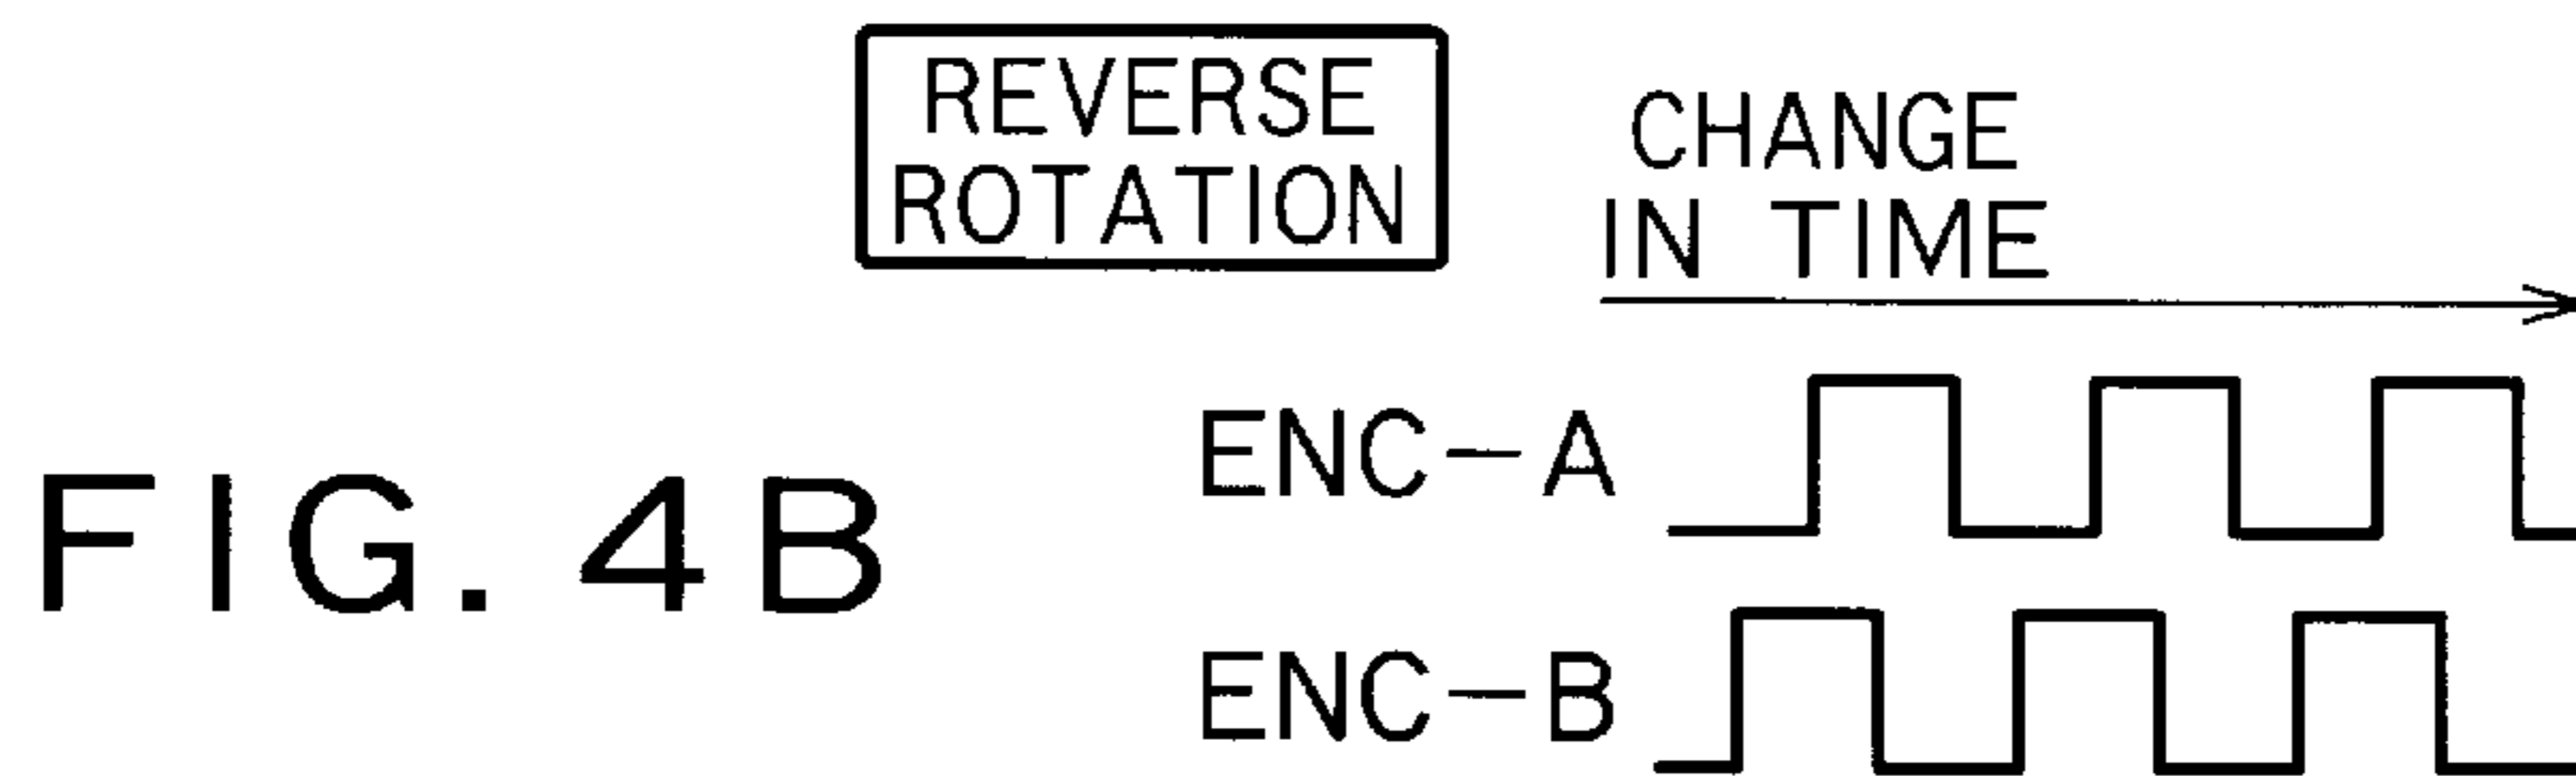 REVERSE
ROTATION
CHANGE
IN TIME
ENC-A
FIG. 4B
ENC-B